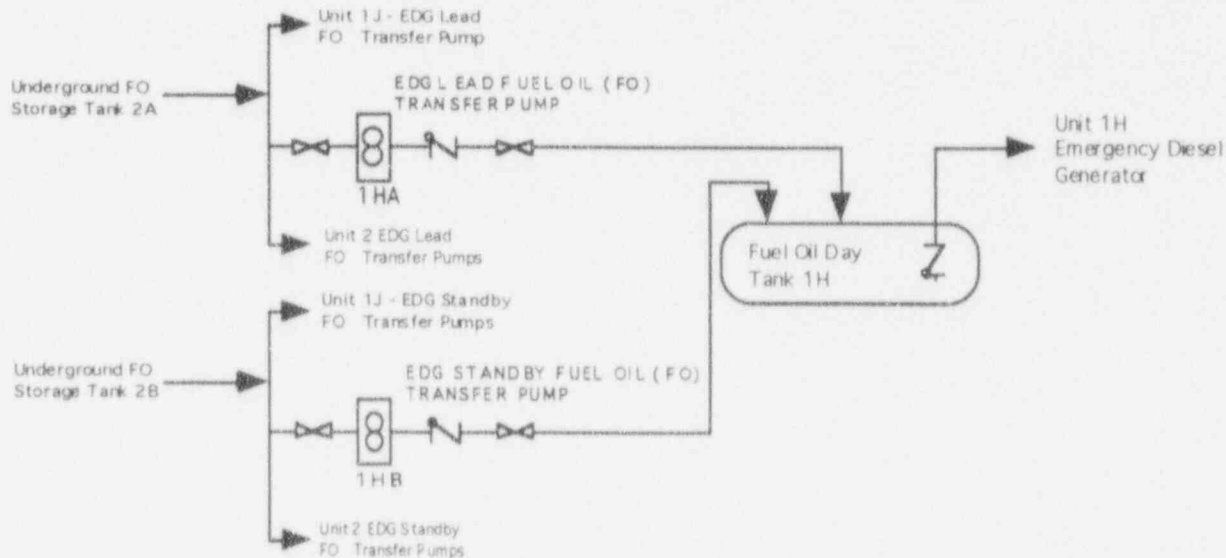 Unit 1J - EDG Lead
FO Transfer Pump
Underground FO
Storage Tank 2A
EDG LEAD FUEL OIL (FO)
TRANSFER PUMP
1HA
Unit 1H
Emergency Diesel
Generator
Unit 2 EDG Lead
FO Transfer Pumps
Fuel Oil Day
Tank 1H
Unit 1J - EDG Standby
FO Transfer Pumps
Underground FO
Storage Tank 2B
EDG STANDBY FUEL OIL (FO)
TRANSFER PUMP
1HB
Unit 2 EDG Standby
FO Transfer Pumps